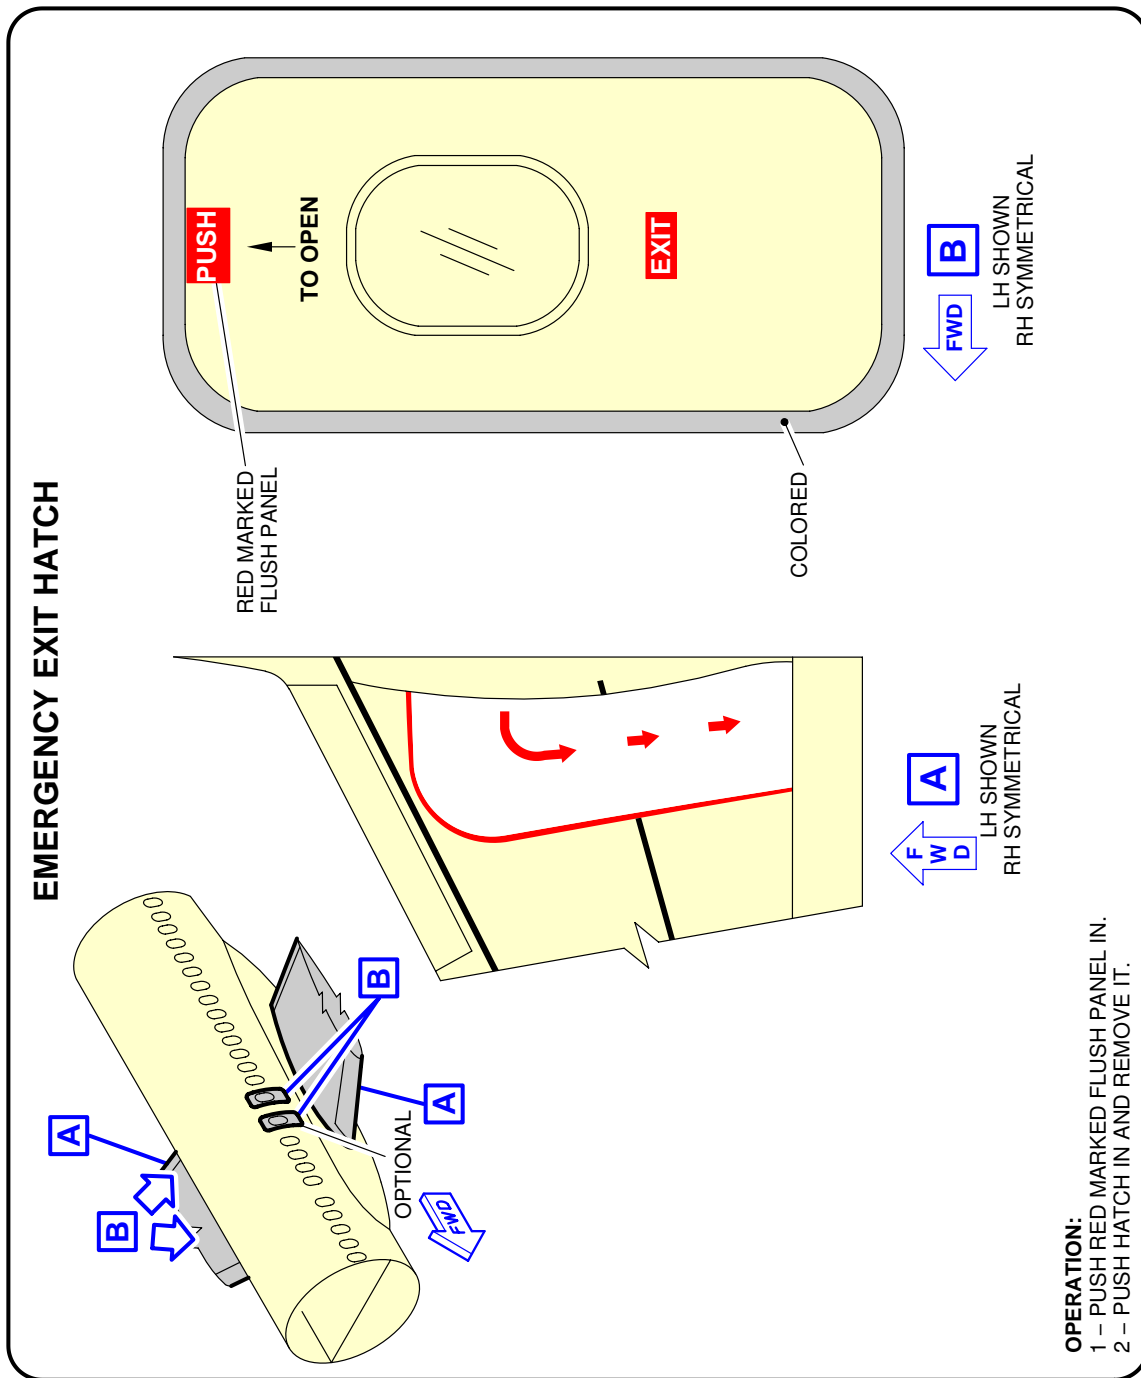 EMERGENCY EXIT HATCH
A
B
B
A
OPTIONAL
FWD
F
W
D
A
LH SHOWN
RH SYMMETRICAL
RED MARKED
FLUSH PANEL
PUSH
TO OPEN
EXIT
COLORED
FWD
B
LH SHOWN
RH SYMMETRICAL
OPERATION:
1 – PUSH RED MARKED FLUSH PANEL IN.
2 – PUSH HATCH IN AND REMOVE IT.